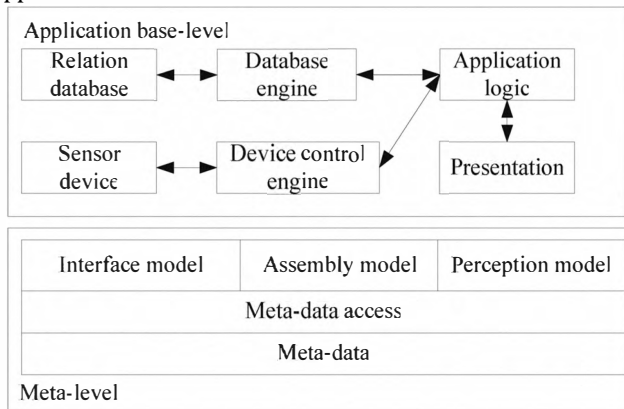 Application base-level
Relation
database
Database
engine
Application
logic
Sensor
device
Device control
engine
Presentation
Interface model
Assembly model
Perception model
Meta-data access
Meta-data
Meta-level